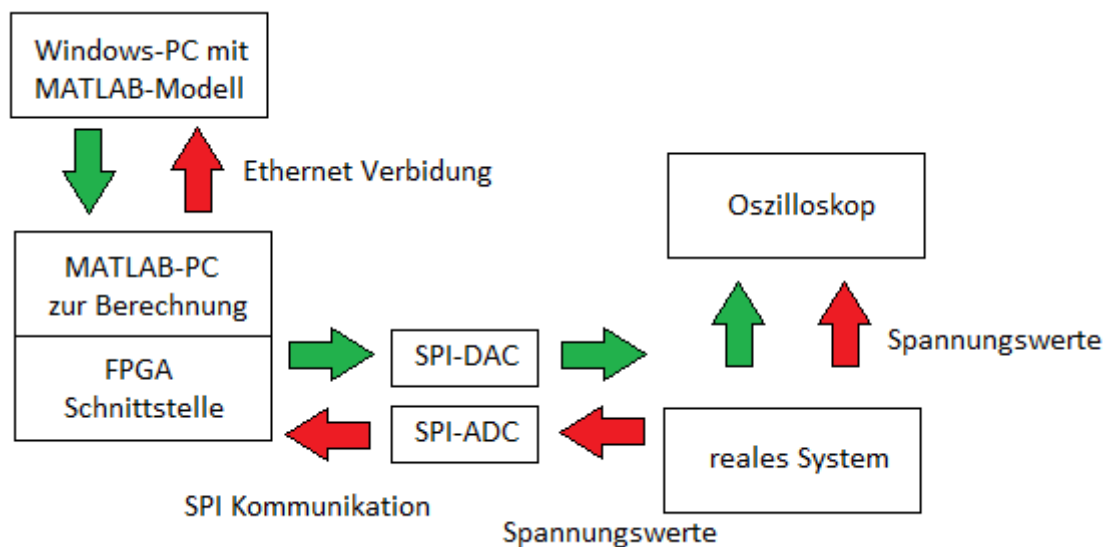 Windows-PC mit
MATLAB-Modell
Ethernet Verbidung
Oszilloskop
MATLAB-PC
zur Berechnung
Spannungswerte
SPI-DAC
FPGA
Schnittstelle
SPI-ADC
reales System
SPI Kommunikation
Spannungswerte